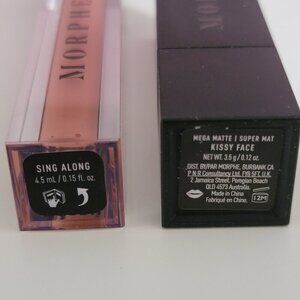 MORPHE
SING ALONG
4.5 mL / 0.15 fl. oz.
MORPHE
MEGA MATTE | SUPER MAT
KISSY FACE
NET WT. 3.5 g / 0.12 oz.
DIST. BY/PAR MORPHE, BURBANK, CA
P N R Consultancy Ltd. FY8 5FT, U.K.
2 Jamaica Street, Peregian Beach
QLD 4573 Australia.
Made in China
Fabriqué en Chine.
12M